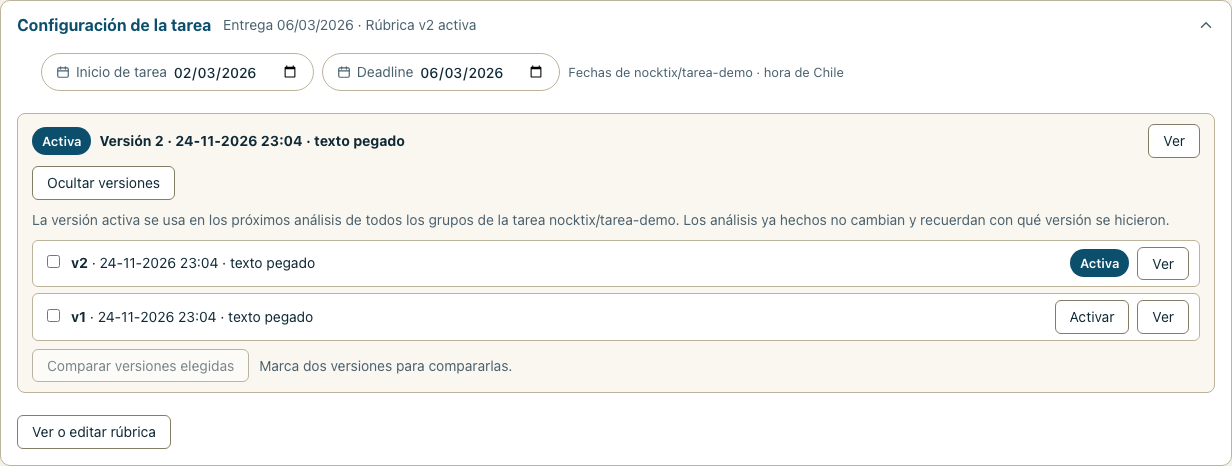 Configuración de la tarea Entrega 06/03/2026 · Rúbrica v2 activa
Inicio de tarea 02/03/2026 Deadline 06/03/2026 Fechas de nocktix/tarea-demo · hora de Chile
Activa Versión 2 · 24-11-2026 23:04 · texto pegado Ver
Ocultar versiones
La versión activa se usa en los próximos análisis de todos los grupos de la tarea nocktix/tarea-demo. Los análisis ya hechos no cambian y recuerdan con qué versión se hicieron.
v2 · 24-11-2026 23:04 · texto pegado Activa Ver
v1 · 24-11-2026 23:04 · texto pegado Activar Ver
Comparar versiones elegidas Marca dos versiones para compararlas.
Ver o editar rúbrica